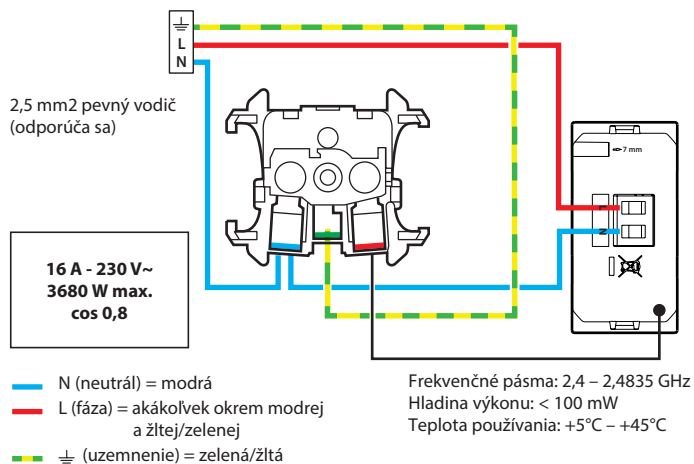 L
N
2,5 mm2 pevný vodič
(odporúča sa)
7 mm
L
N
16 A - 230 V~
3680 W max.
cos 0,8
N (neutrál) = modrá
L (fáza) = akákoľvek okrem modrej
a žltej/zelenej
(uzemnenie) = zelená/žltá
Frekvenčné pásma: 2,4 – 2,4835 GHz
Hladina výkonu: < 100 mW
Teplota používania: +5°C – +45°C